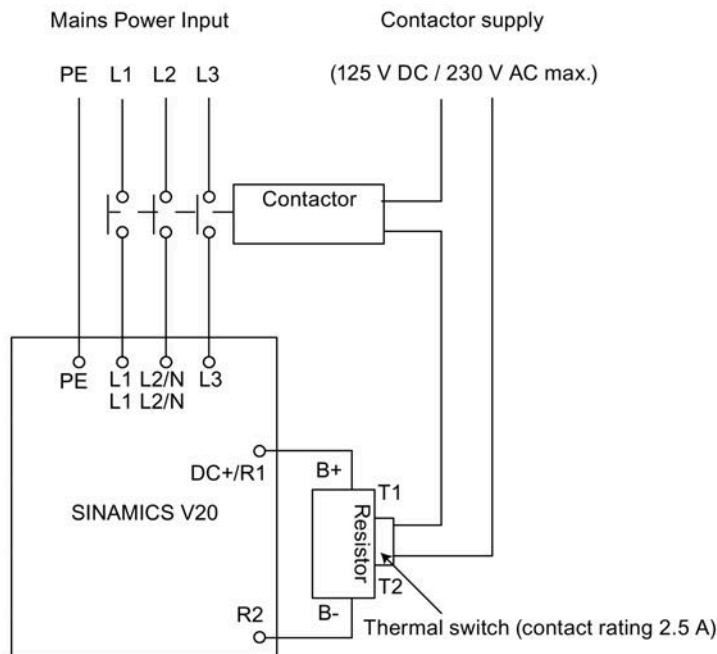 Mains Power Input
Contactor supply
PE L1 L2 L3
(125 V DC / 230 V AC max.)
Contactor
PE L1 L2/N L3
L1 L2/N
DC+/R1
B+
T1
SINAMICS V20
Resistor
T2
R2
B-
Thermal switch (contact rating 2.5 A)